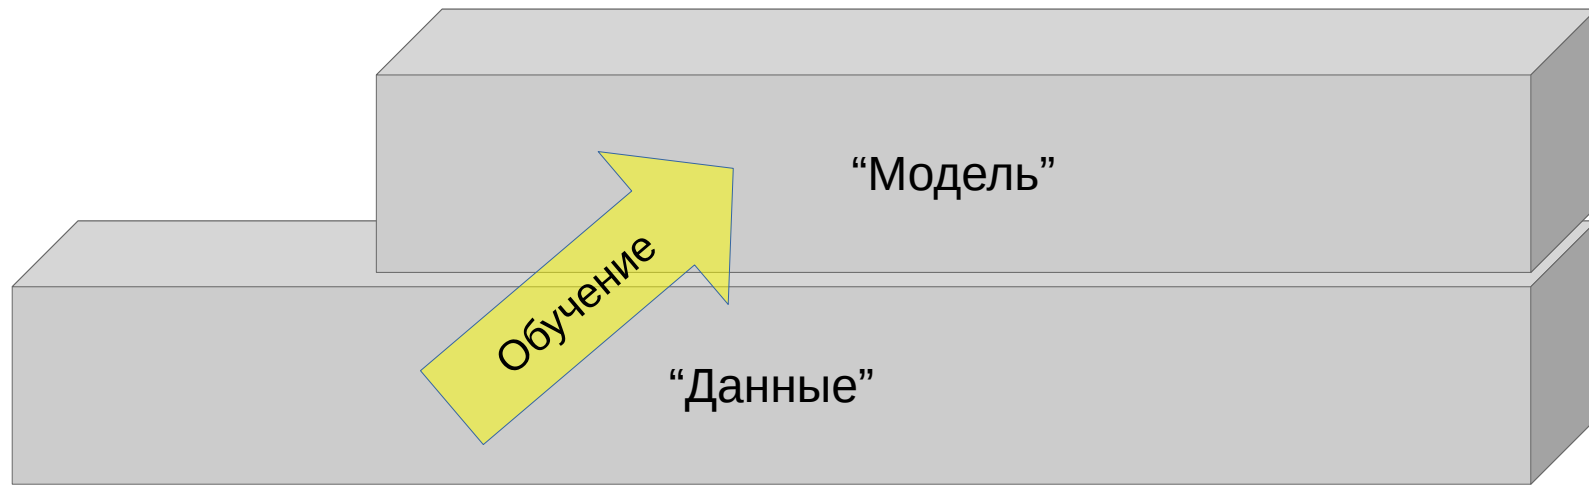 “Модель”
Обучение
“Данные”